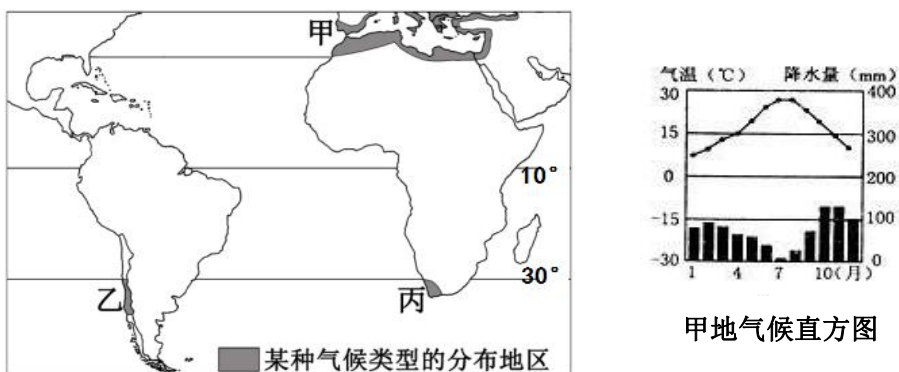 甲
10°
30°
乙
丙
某种气候类型的分布地区
气温（℃） 降水量（mm）
30 400
15 300
0 200
-15 100
-30 0
1 4 7 10(月)
甲地气候直方图